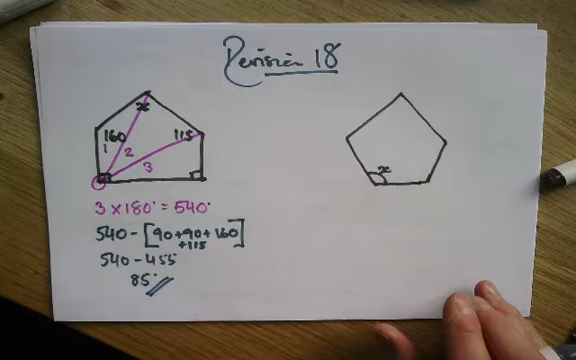 Revision 18
x
160
115
1
2
3
x
3 × 180° = 540°
540 - [90+90+160
+115]
540 - 455
85°